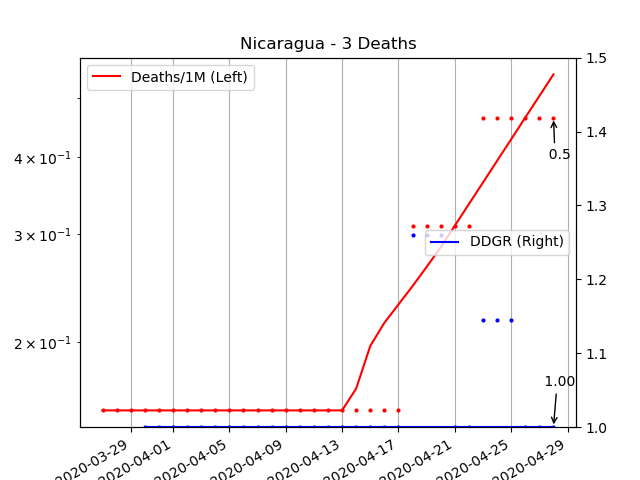 Nicaragua - 3 Deaths
Deaths/1M (Left)
DDGR (Right)
4 × 10⁻¹
3 × 10⁻¹
2 × 10⁻¹
1.5
1.4
1.3
1.2
1.1
1.0
0.5
1.00
2020-03-29
2020-04-01
2020-04-05
2020-04-09
2020-04-13
2020-04-17
2020-04-21
2020-04-25
2020-04-29